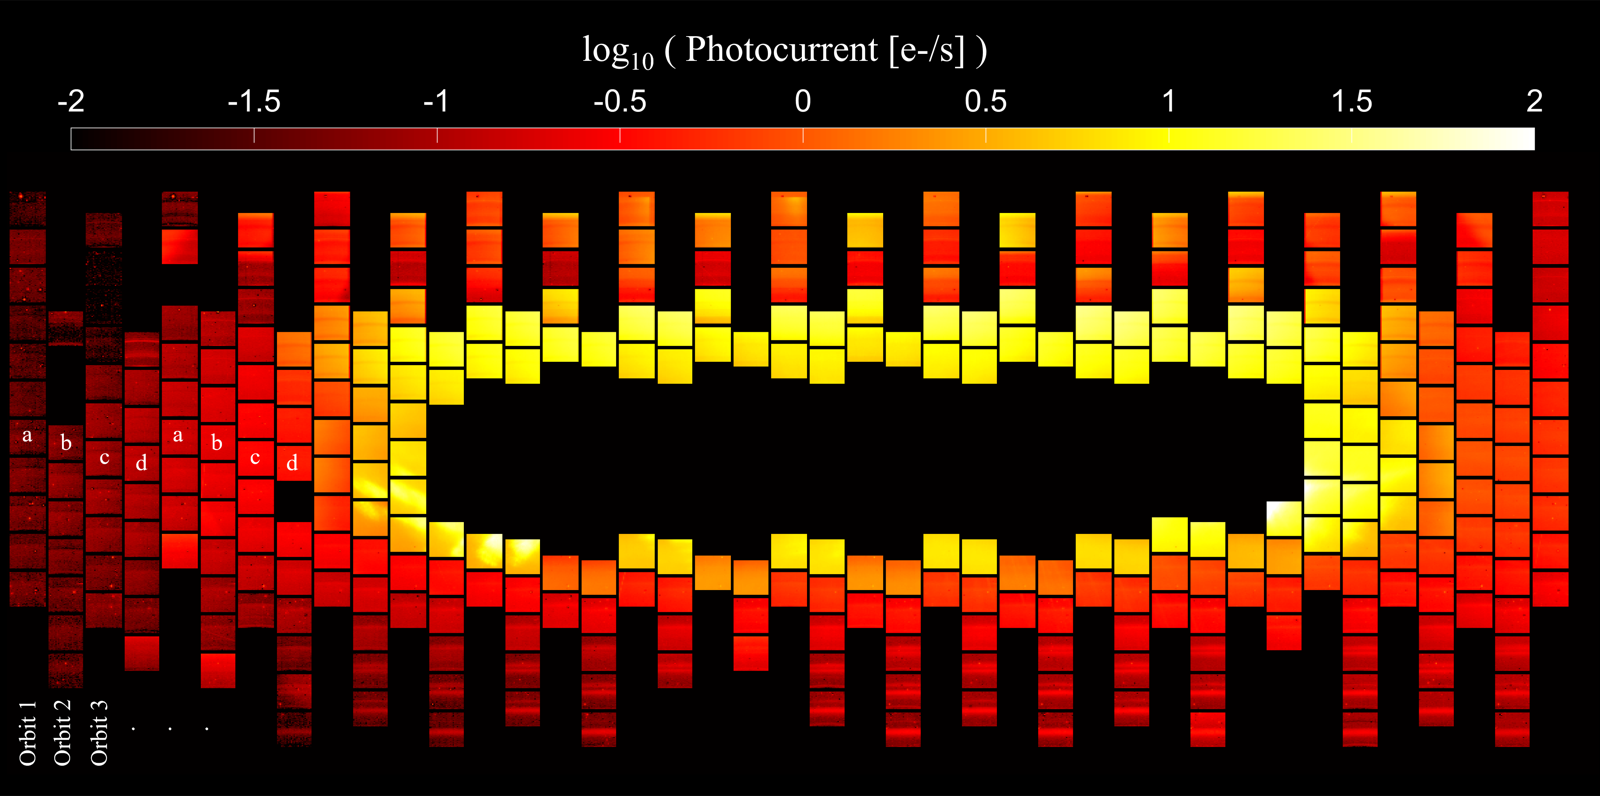 log10 ( Photocurrent [e-/s] )
-2 -1.5 -1 -0.5 0 0.5 1 1.5 2
a b c d a b c d
Orbit 1 Orbit 2 Orbit 3 . . .